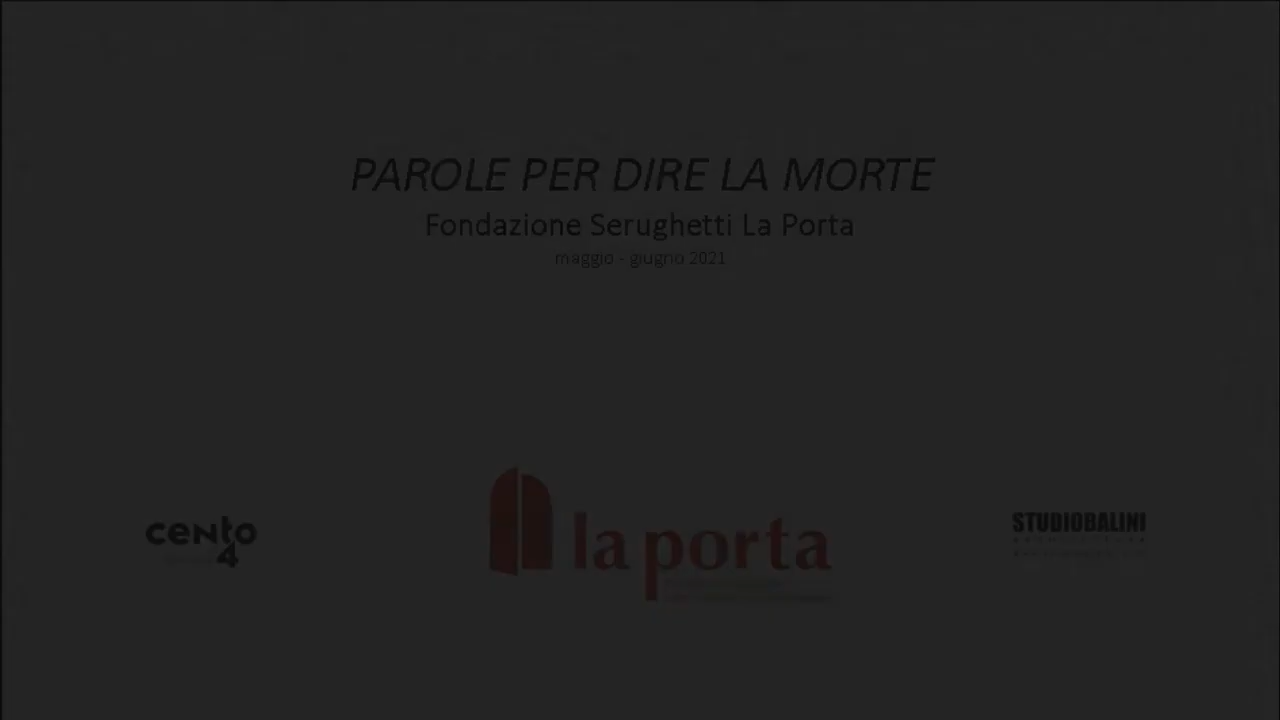 PAROLE PER DIRE LA MORTE
Fondazione Serughetti La Porta
maggio - giugno 2021
cento
4
la porta
STUDIOBALINI